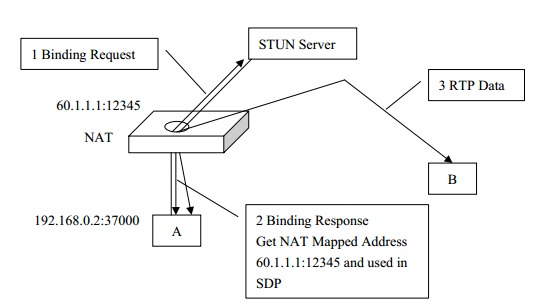 STUN Server
1 Binding Request
3 RTP Data
60.1.1.1:12345
NAT
B
192.168.0.2:37000
A
2 Binding Response
Get NAT Mapped Address
60.1.1.1:12345 and used in
SDP